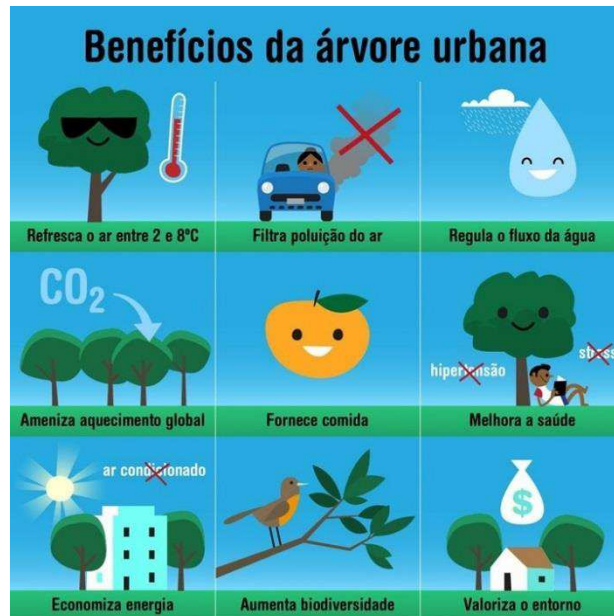 Benefícios da árvore urbana
Refresca o ar entre 2 e 8ºC
Filtra poluição do ar
Regula o fluxo da água
CO₂
Ameniza aquecimento global
Fornece comida
hipertensão
stress
Melhora a saúde
ar condicionado
Economiza energia
Aumenta biodiversidade
$
Valoriza o entorno